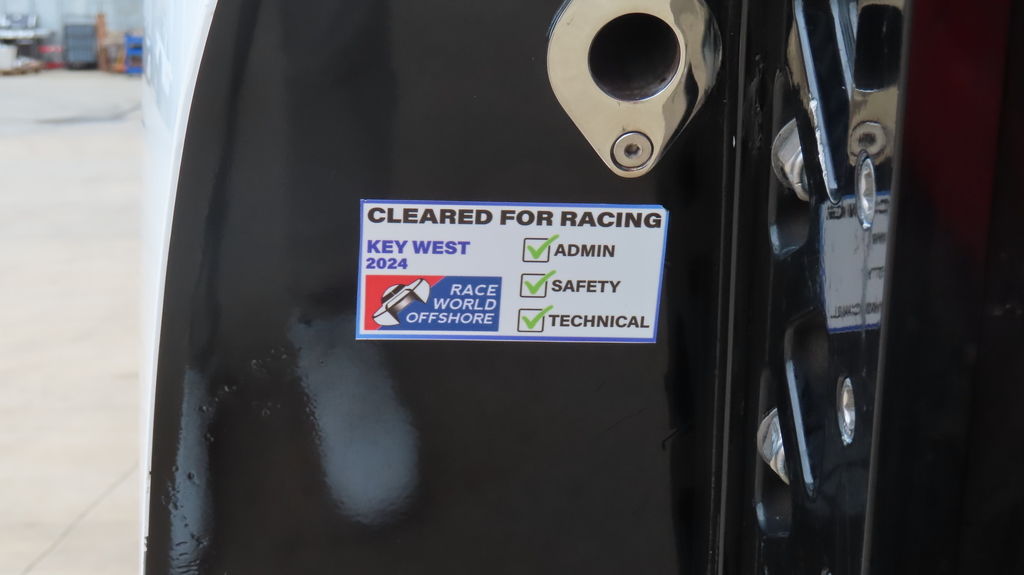 CLEARED FOR RACING
KEY WEST
2024
RACE
WORLD
OFFSHORE
ADMIN
SAFETY
TECHNICAL